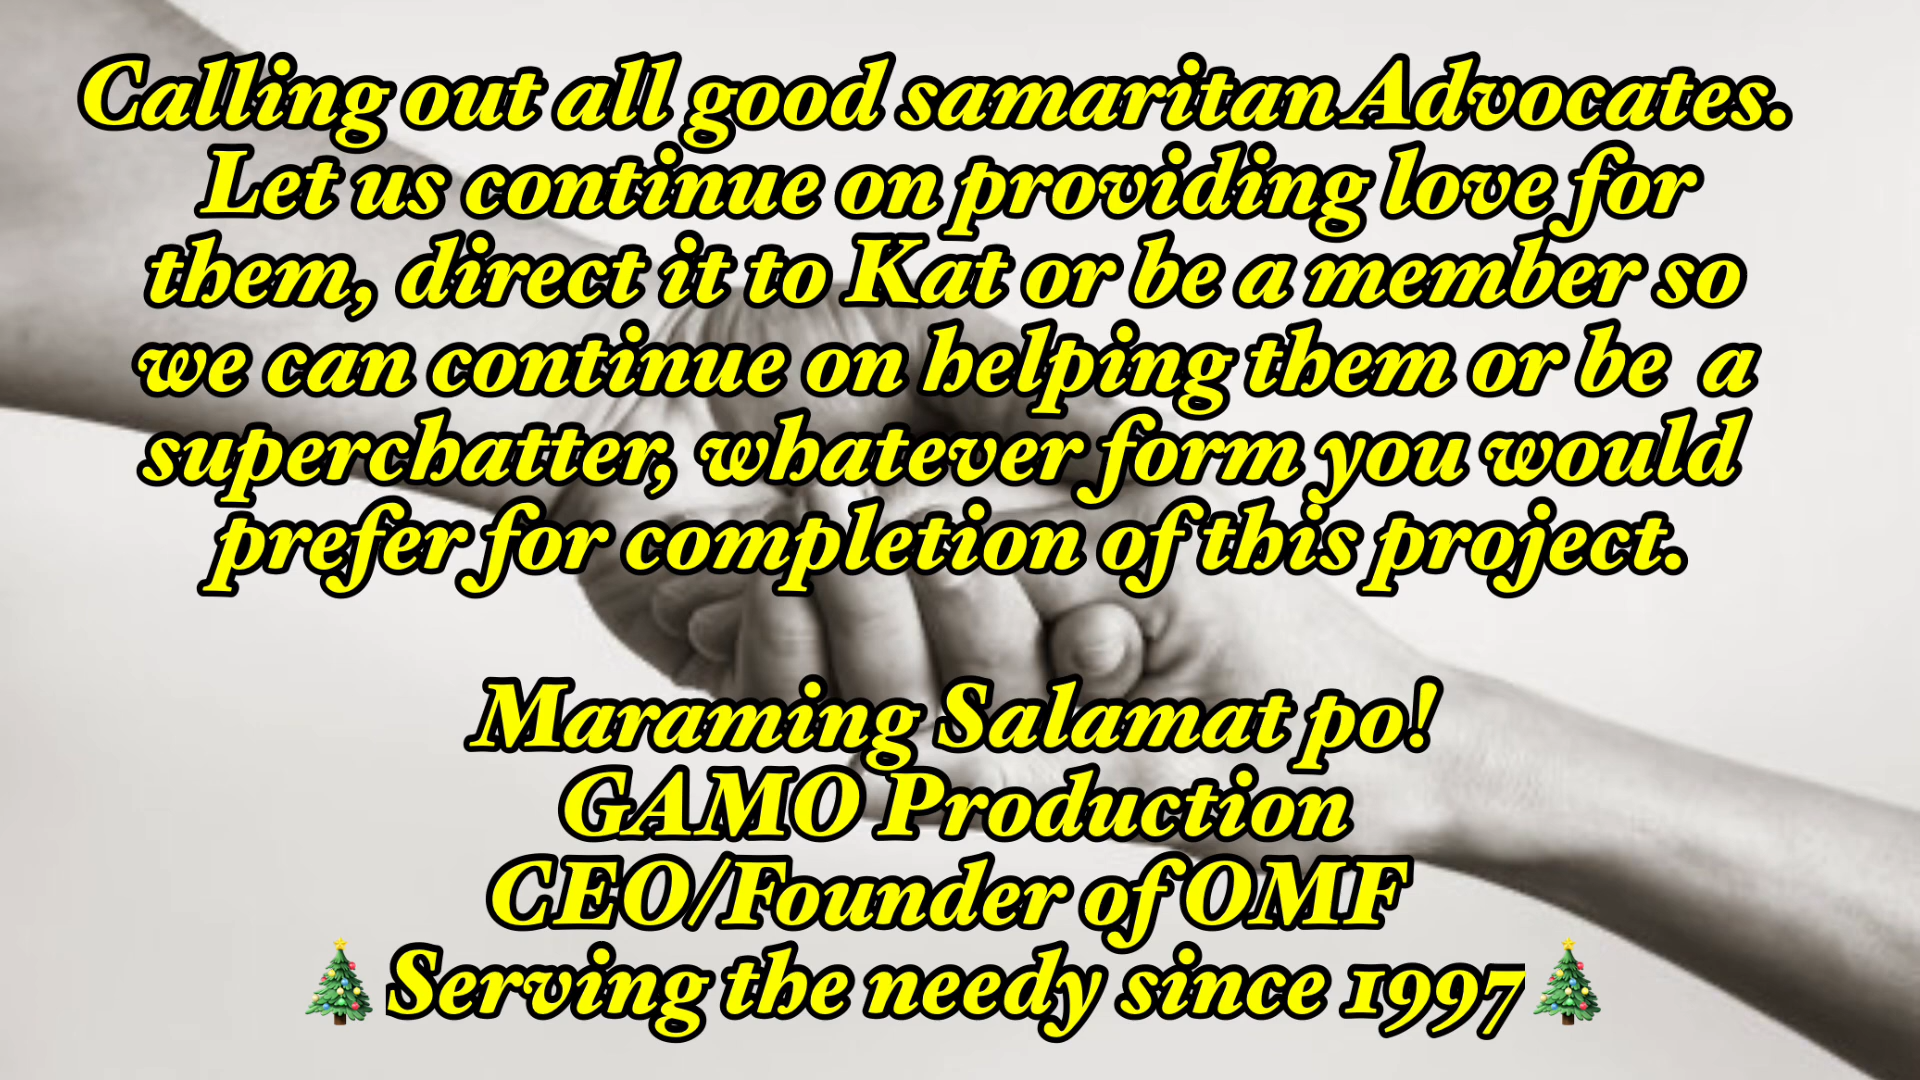 Calling out all good samaritan Advocates.
Let us continue on providing love for
them, direct it to Kat or be a member so
we can continue on helping them or be a
superchatter, whatever form you would
prefer for completion of this project.
Maraming Salamat po!
GAMO Production
CEO/Founder of OMF
🎄Serving the needy since 1997🎄